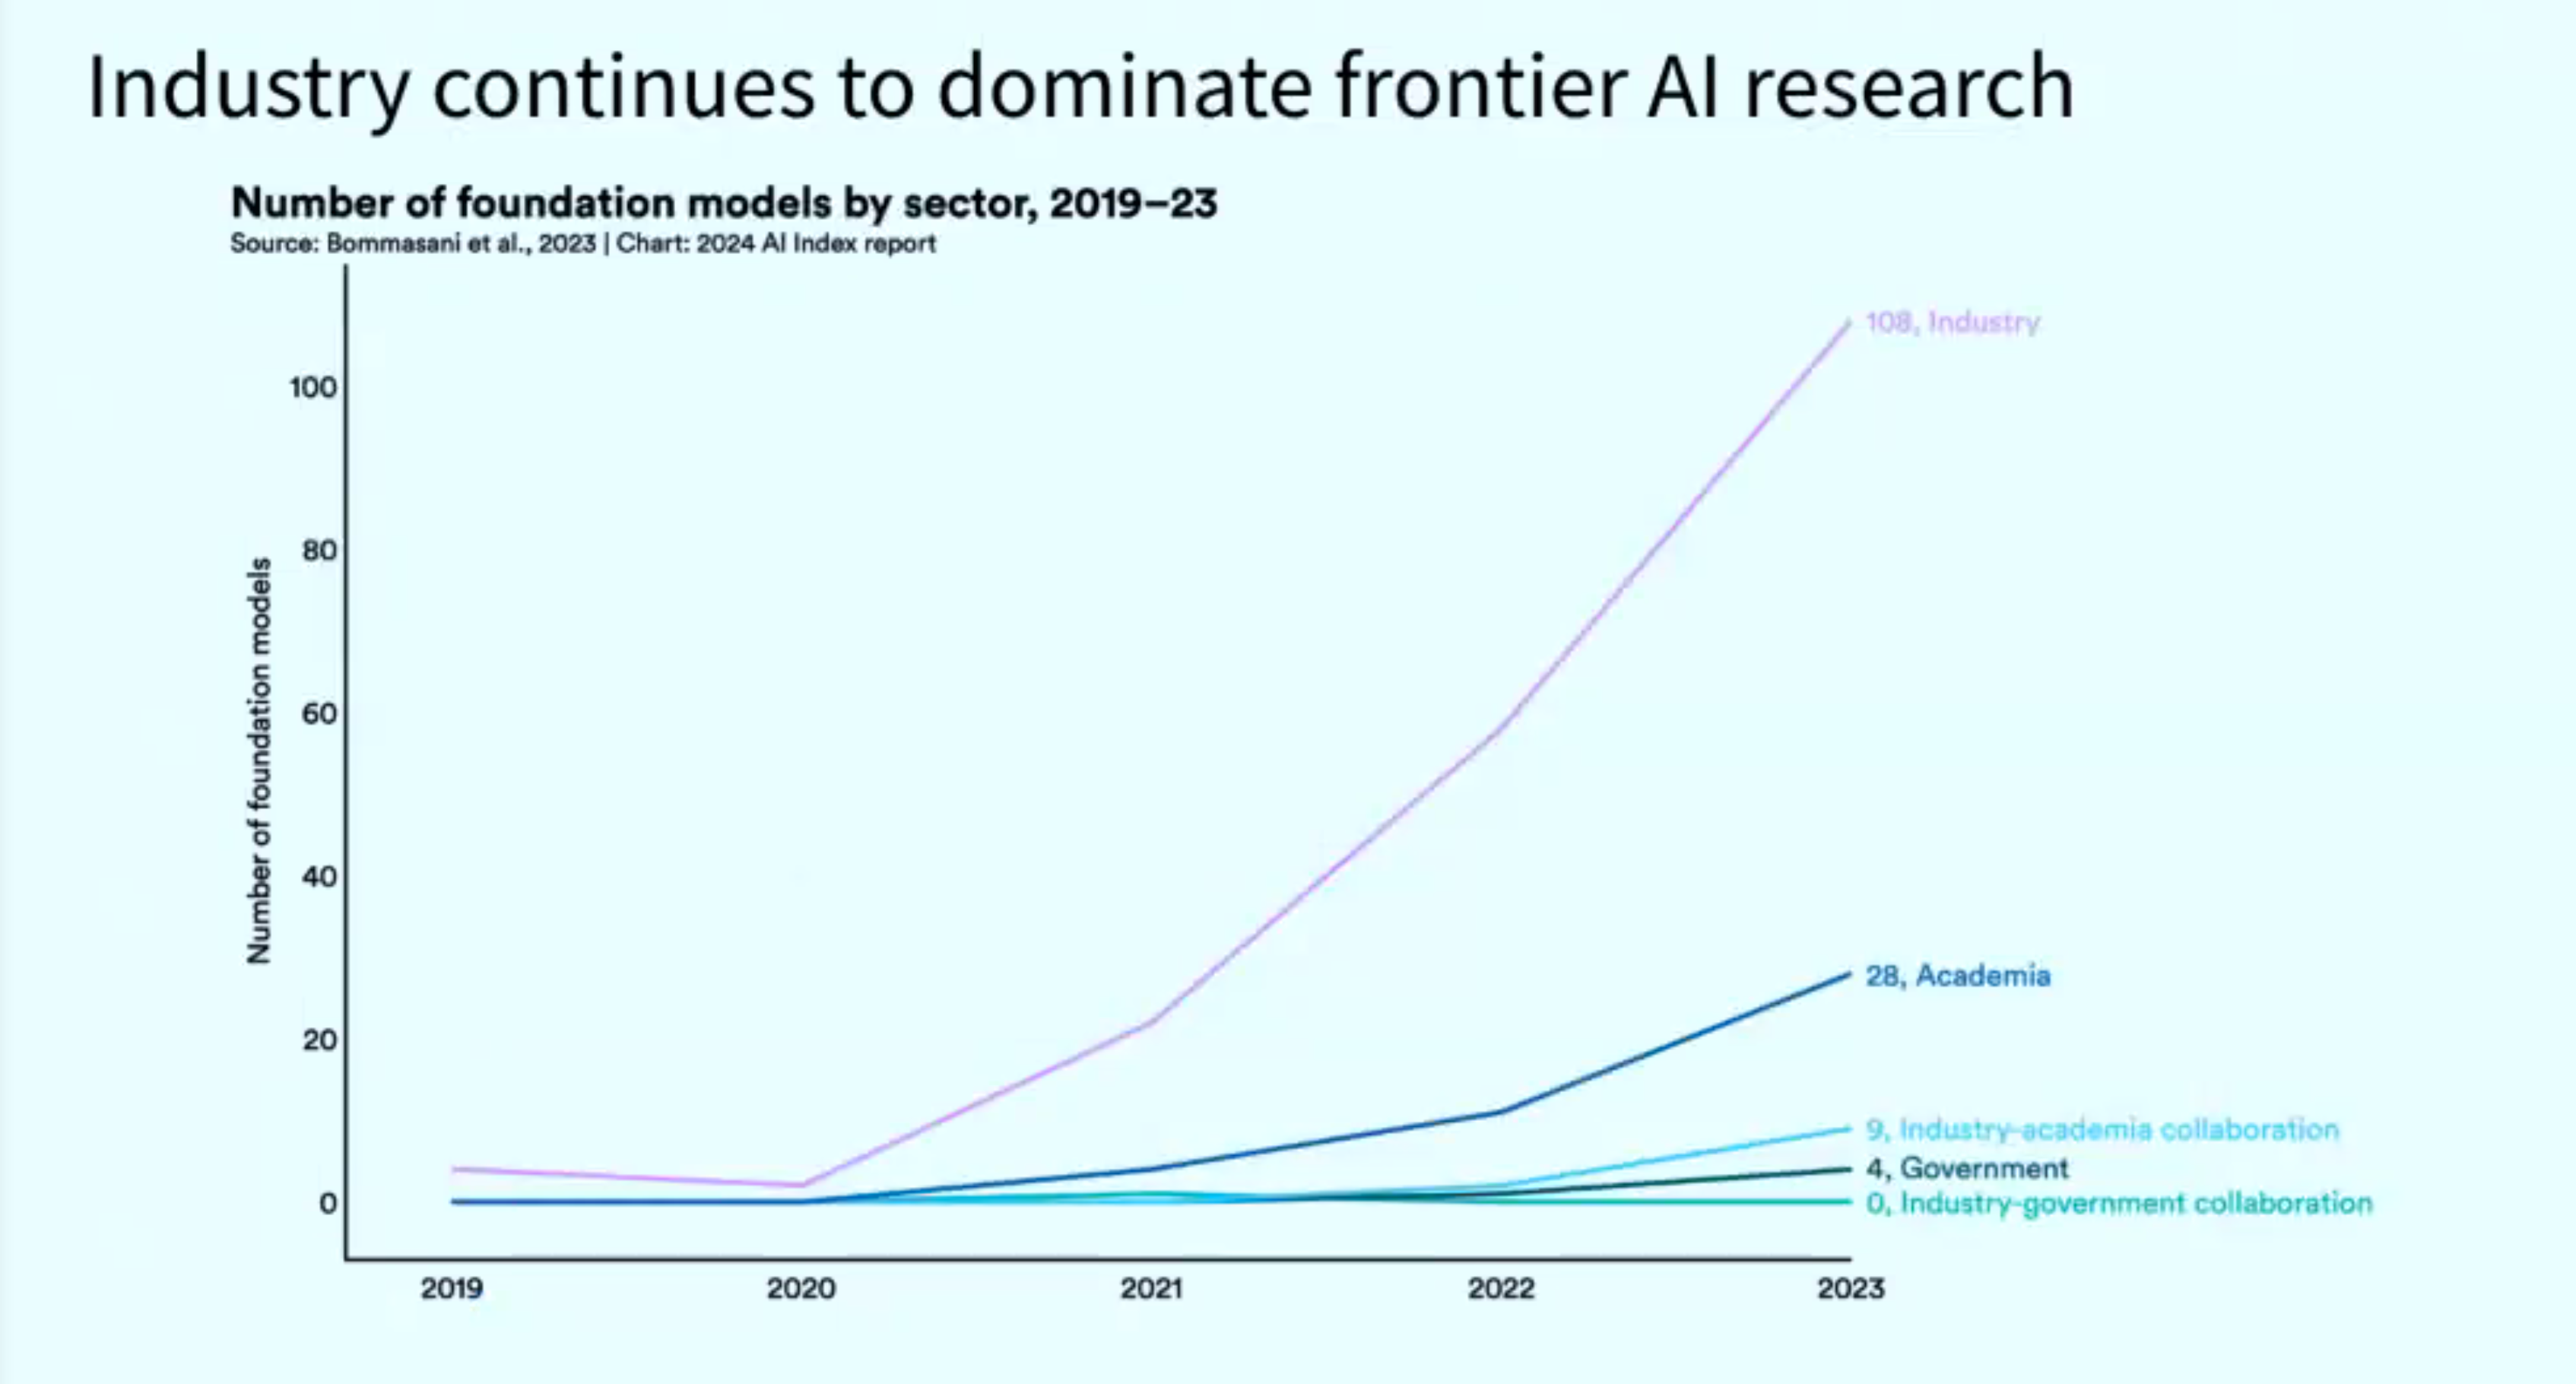 Industry continues to dominate frontier AI research
Number of foundation models by sector, 2019–23
Source: Bommasani et al., 2023 | Chart: 2024 AI Index report
Number of foundation models
100
80
60
40
20
0
108, Industry
28, Academia
9, Industry-academia collaboration
4, Government
0, Industry-government collaboration
2019 2020 2021 2022 2023